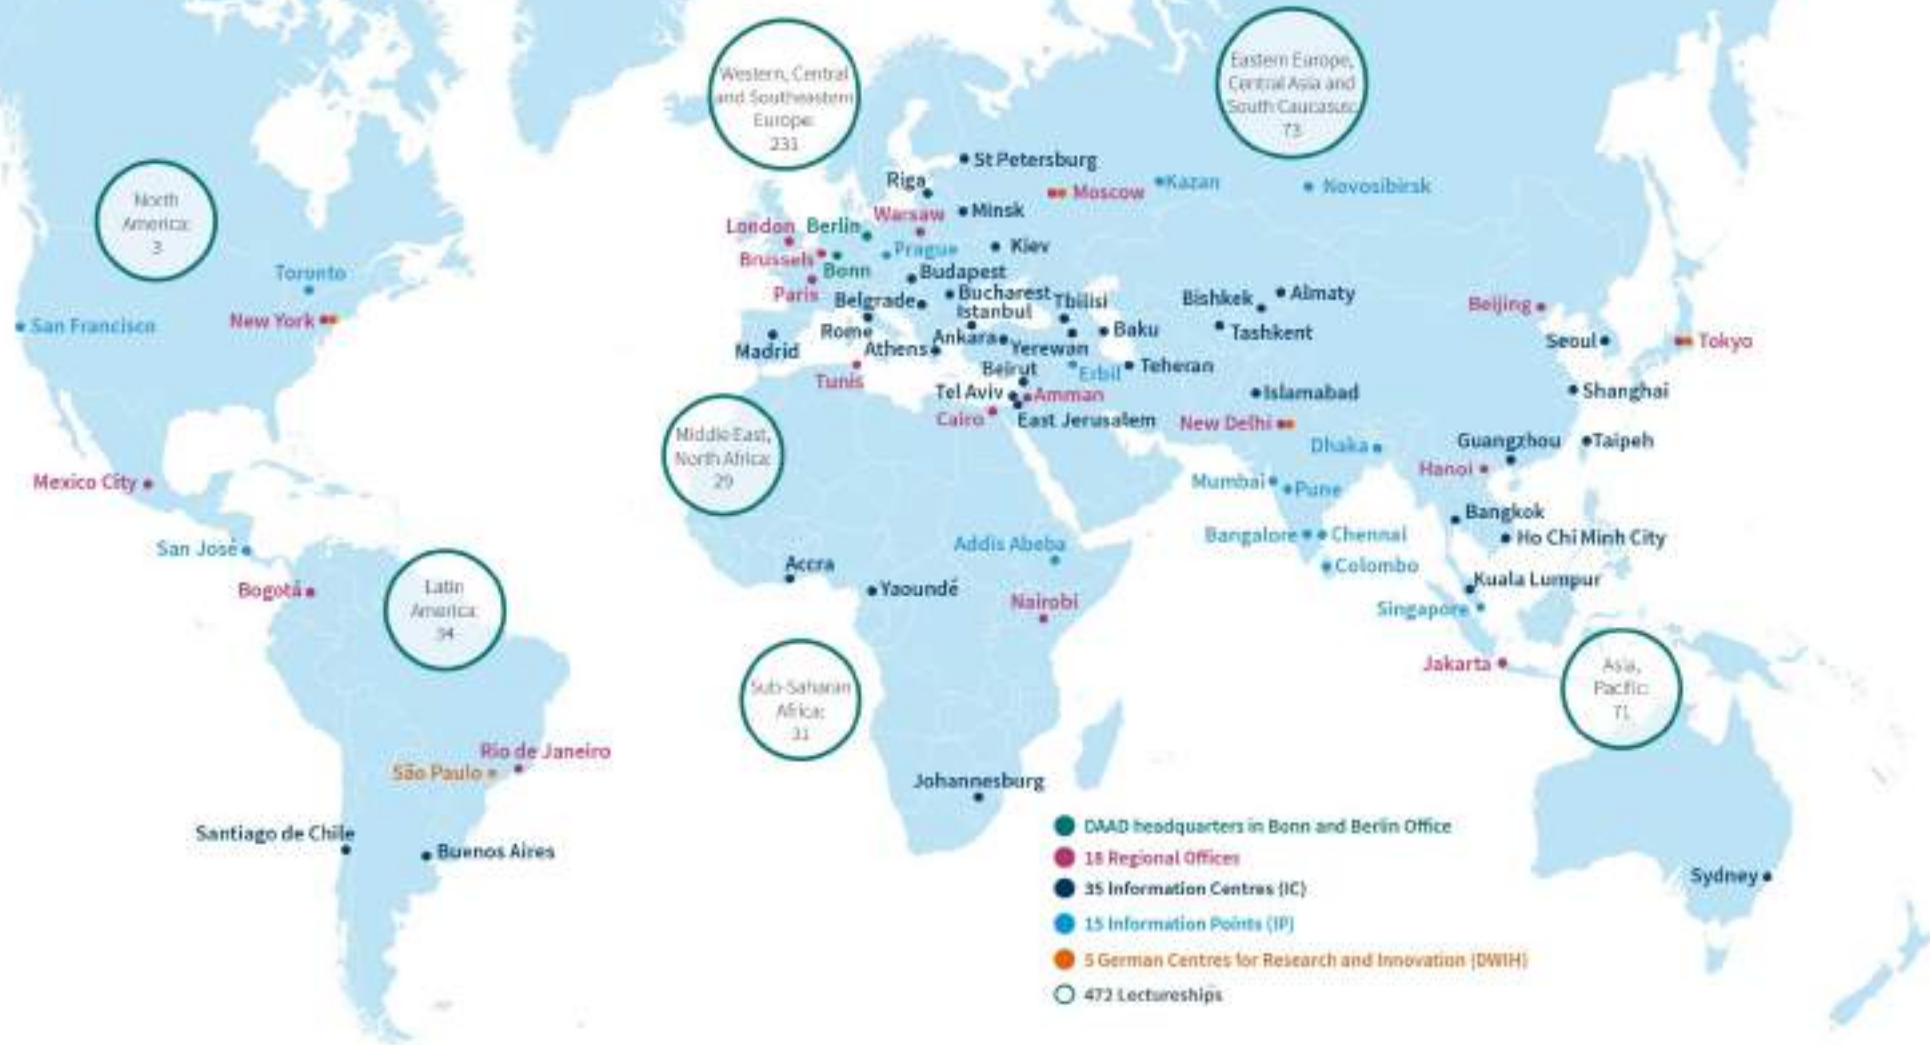 Western, Central
and Southeastern
Europe:
231
Eastern Europe,
Central Asia and
South Caucasus:
73
North
America:
3
St Petersburg
Riga
Moscow
Kazan
Novosibirsk
Warsaw
Minsk
London
Berlin
Kiev
Brussels
Prague
Bonn
Budapest
Toronto
Paris
Belgrade
Bucharest
Tbilisi
Bishkek
Almaty
Beijing
San Francisco
New York
Istanbul
Rome
Baku
Tashkent
Madrid
Athens
Ankara
Yerewan
Seoul
Tokyo
Tunis
Beirut
Erbil
Teheran
Tel Aviv
Amman
Islamabad
Shanghai
Cairo
East Jerusalem
New Delhi
Middle East,
North Africa:
29
Dhaka
Guangzhou
Taipeh
Hanoi
Mexico City
Mumbai
Pune
Bangkok
San José
Addis Abeba
Bangalore
Chennai
Ho Chi Minh City
Accra
Colombo
Bogotá
Latin
America:
34
Yaoundé
Nairobi
Kuala Lumpur
Singapore
Jakarta
Sub-Saharan
Africa:
31
Asia,
Pacfic:
71
Rio de Janeiro
São Paulo
Johannesburg
Santiago de Chile
Buenos Aires
Sydney
DAAD headquarters in Bonn and Berlin Office
18 Regional Offices
35 Information Centres (IC)
15 Information Points (IP)
5 German Centres for Research and Innovation (DWIH)
472 Lectureships